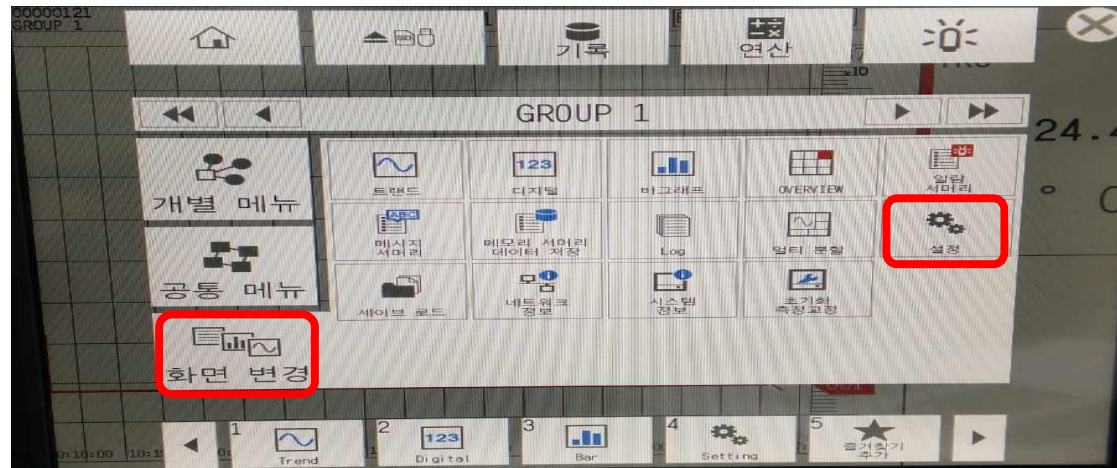 00000121
GROUP 1
기록
연산
GROUP 1
24.4
개별 메뉴
트랜드
123
디지털
바그래프
OVERVIEW
알람
서머리
ABC
메시지
서머리
메모리 서머리
데이터 저장
Log
멀티 분할
설정
공통 메뉴
세이브 로드
네트워크
정보
시스템
정보
초기화
측정교정
화면 변경
1
Trend
2
123
Digital
3
Bar
4
Setting
5
즐겨찾기
추가